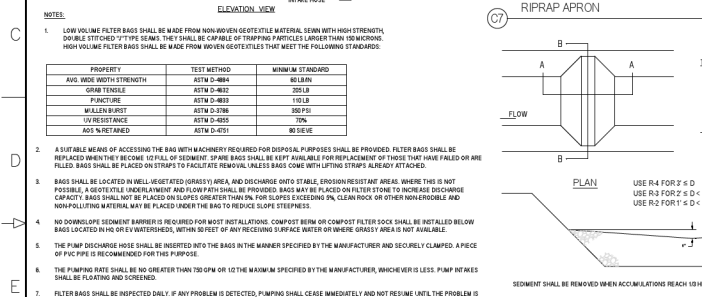 INTAKE HOSE
ELEVATION VIEW
NOTES:
1. LOW VOLUME FILTER BAGS SHALL BE MADE FROM NON-WOVEN GEOTEXTILE MATERIAL SEWN WITH HIGH STRENGTH,
DOUBLE STITCHED "J"TYPE SEAMS. THEY SHALL BE CAPABLE OF TRAPPING PARTICLES LARGER THAN 150 MICRONS.
HIGH VOLUME FILTER BAGS SHALL BE MADE FROM WOVEN GEOTEXTILES THAT MEET THE FOLLOWING STANDARDS:
PROPERTY TEST METHOD MINIMUM STANDARD
AVG. WIDE WIDTH STRENGTH ASTM D-4884 60 LB/IN
GRAB TENSILE ASTM D-4632 205 LB
PUNCTURE ASTM D-4833 110 LB
MULLEN BURST ASTM D-3786 350 PSI
UV RESISTANCE ASTM D-4355 70%
AOS % RETAINED ASTM D-4751 80 SIEVE
2. A SUITABLE MEANS OF ACCESSING THE BAG WITH MACHINERY REQUIRED FOR DISPOSAL PURPOSES SHALL BE PROVIDED. FILTER BAGS SHALL BE
REPLACED WHEN THEY BECOME 1/2 FULL OF SEDIMENT. SPARE BAGS SHALL BE KEPT AVAILABLE FOR REPLACEMENT OF THOSE THAT HAVE FAILED OR ARE
FILLED. BAGS SHALL BE PLACED ON STRAPS TO FACILITATE REMOVAL UNLESS BAGS COME WITH LIFTING STRAPS ALREADY ATTACHED.
3. BAGS SHALL BE LOCATED IN WELL-VEGETATED (GRASSY) AREA, AND DISCHARGE ONTO STABLE, EROSION RESISTANT AREAS. WHERE THIS IS NOT
POSSIBLE, A GEOTEXTILE UNDERLAYMENT AND FLOW PATH SHALL BE PROVIDED. BAGS MAY BE PLACED ON FILTER STONE TO INCREASE DISCHARGE
CAPACITY. BAGS SHALL NOT BE PLACED ON SLOPES GREATER THAN 5%. FOR SLOPES EXCEEDING 5%, CLEAN ROCK OR OTHER NON-ERODIBLE AND
NON-POLLUTING MATERIAL MAY BE PLACED UNDER THE BAG TO REDUCE SLOPE STEEPNESS.
4. NO DOWNSLOPE SEDIMENT BARRIER IS REQUIRED FOR MOST INSTALLATIONS. COMPOST BERM OR COMPOST FILTER SOCK SHALL BE INSTALLED BELOW
BAGS LOCATED IN HQ OR EV WATERSHEDS, WITHIN 50 FEET OF ANY RECEIVING SURFACE WATER OR WHERE GRASSY AREA IS NOT AVAILABLE.
5. THE PUMP DISCHARGE HOSE SHALL BE INSERTED INTO THE BAGS IN THE MANNER SPECIFIED BY THE MANUFACTURER AND SECURELY CLAMPED. A PIECE
OF PVC PIPE IS RECOMMENDED FOR THIS PURPOSE.
6. THE PUMPING RATE SHALL BE NO GREATER THAN 750 GPM OR 1/2 THE MAXIMUM SPECIFIED BY THE MANUFACTURER, WHICHEVER IS LESS. PUMP INTAKES
SHALL BE FLOATING AND SCREENED.
7. FILTER BAGS SHALL BE INSPECTED DAILY. IF ANY PROBLEM IS DETECTED, PUMPING SHALL CEASE IMMEDIATELY AND NOT RESUME UNTIL THE PROBLEM IS
C
D
E
C7 RIPRAP APRON
B
A A
FLOW
B
PLAN
USE R-4 FOR 3' ≤ D
USE R-3 FOR 2' ≤ D <
USE R-2 FOR 1' ≤ D <
SEDIMENT SHALL BE REMOVED WHEN ACCUMULATIONS REACH 1/3 H